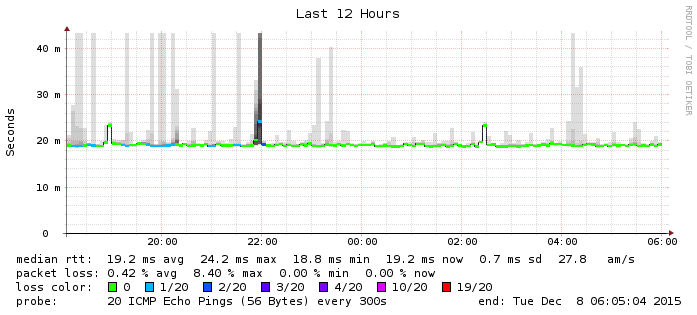 Last 12 Hours
RRDTOOL / TOBI OETIKER
Seconds
40 m
30 m
20 m
10 m
0
20:00 22:00 00:00 02:00 04:00 06:00
median rtt: 19.2 ms avg 24.2 ms max 18.8 ms min 19.2 ms now 0.7 ms sd 27.8 am/s
packet loss: 0.42 % avg 8.40 % max 0.00 % min 0.00 % now
loss color: 0 1/20 2/20 3/20 4/20 10/20 19/20
probe: 20 ICMP Echo Pings (56 Bytes) every 300s end: Tue Dec 8 06:05:04 2015